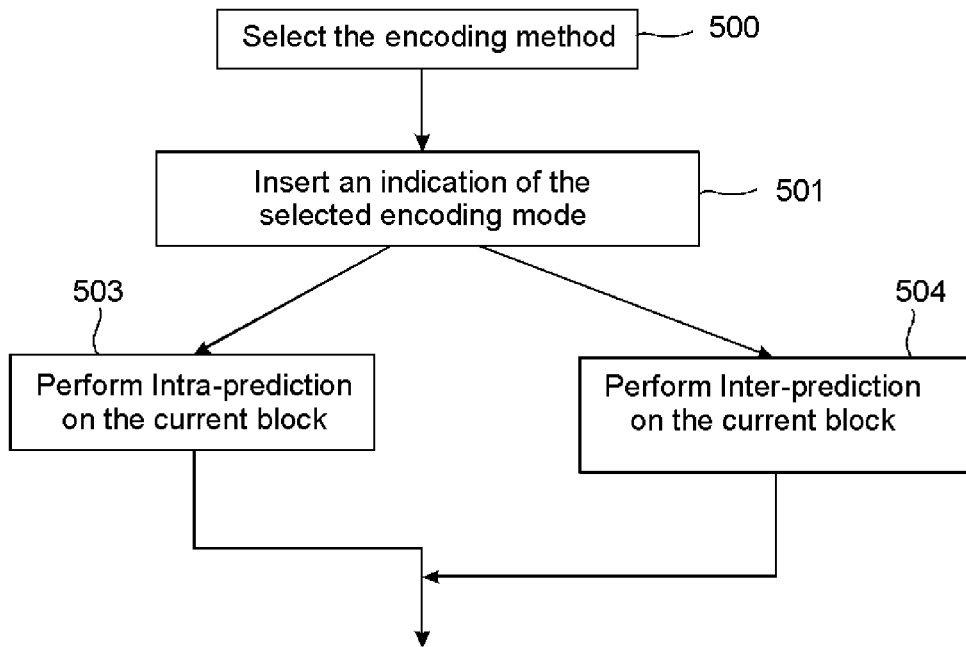 Select the encoding method
500
Insert an indication of the
selected encoding mode
501
503
504
Perform Intra-prediction
on the current block
Perform Inter-prediction
on the current block